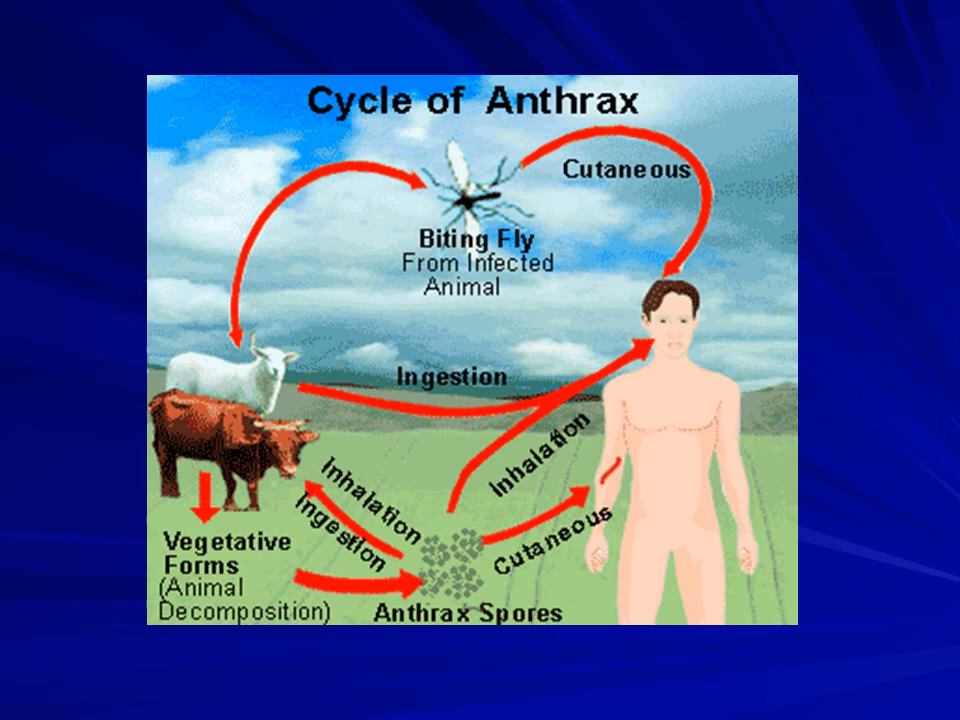 Cycle of Anthrax
Cutaneous
Biting Fly
From Infected
Animal
Ingestion
Inhalation
Inhalation
Ingestion
Cutaneous
Vegetative
Forms
(Animal
Decomposition)
Anthrax Spores